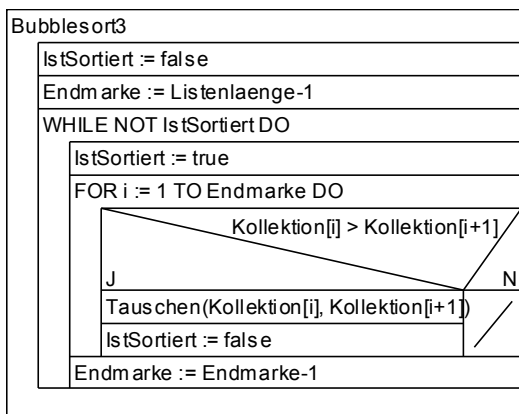 Bubblesort3
IstSortiert := false
Endmarke := Listenlaenge-1
WHILE NOT IstSortiert DO
IstSortiert := true
FOR i := 1 TO Endmarke DO
Kollektion[i] > Kollektion[i+1]
J N
Tauschen(Kollektion[i], Kollektion[i+1])
IstSortiert := false
Endmarke := Endmarke-1